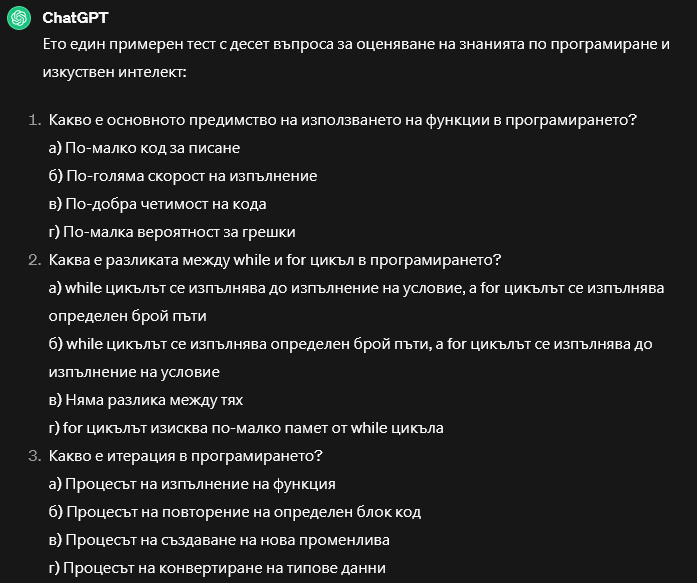 ChatGPT
Ето един примерен тест с десет въпроса за оценяване на знанията по програмиране и
изкуствен интелект:
1. Какво е основното предимство на използването на функции в програмирането?
а) По-малко код за писане
б) По-голяма скорост на изпълнение
в) По-добра четимост на кода
г) По-малка вероятност за грешки
2. Каква е разликата между while и for цикъл в програмирането?
а) while цикълът се изпълнява до изпълнение на условие, а for цикълът се изпълнява
определен брой пъти
б) while цикълът се изпълнява определен брой пъти, а for цикълът се изпълнява до
изпълнение на условие
в) Няма разлика между тях
г) for цикълът изисква по-малко памет от while цикъла
3. Какво е итерация в програмирането?
а) Процесът на изпълнение на функция
б) Процесът на повторение на определен блок код
в) Процесът на създаване на нова променлива
г) Процесът на конвертиране на типове данни